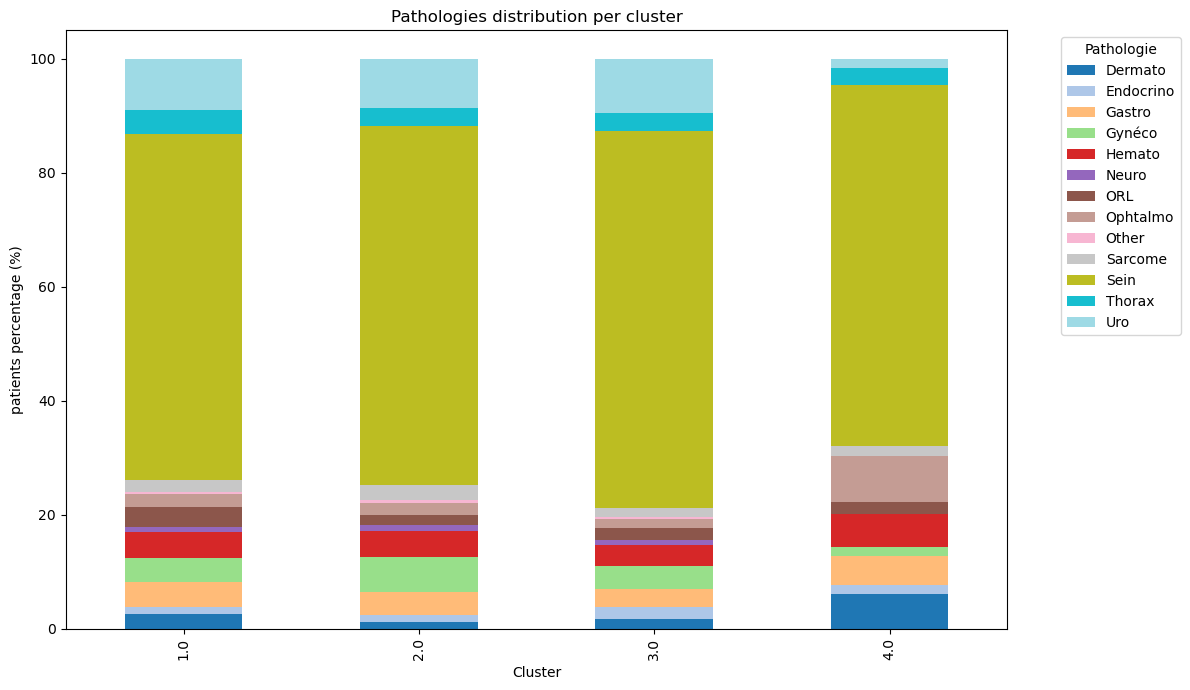 Pathologies distribution per cluster
patients percentage (%)
100
80
60
40
20
0
1.0
2.0
3.0
4.0
Cluster
Pathologie
Dermato
Endocrino
Gastro
Gynéco
Hemato
Neuro
ORL
Ophtalmo
Other
Sarcome
Sein
Thorax
Uro